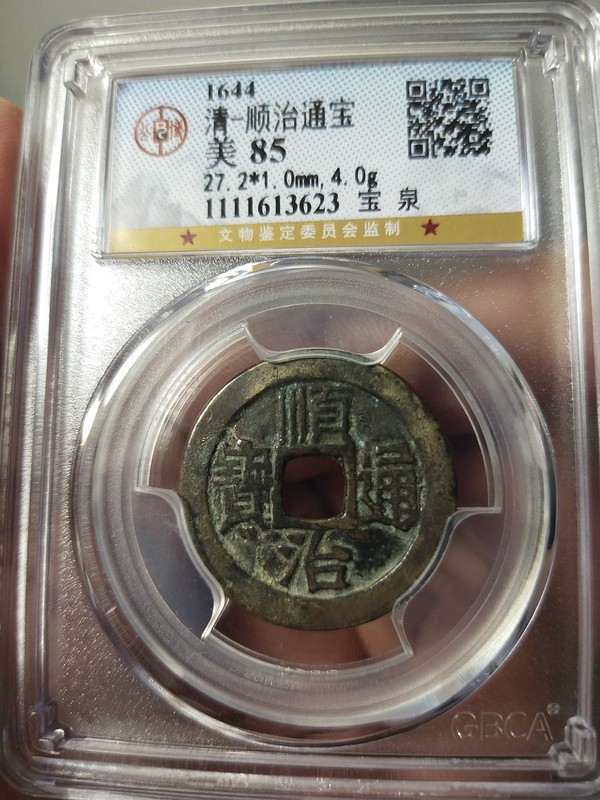 1644
清-顺治通宝
美 85
27.2*1.0mm,4.0g
1111613623 宝 泉
文物鉴定委员会监制
順
寶 通
治
GBCA